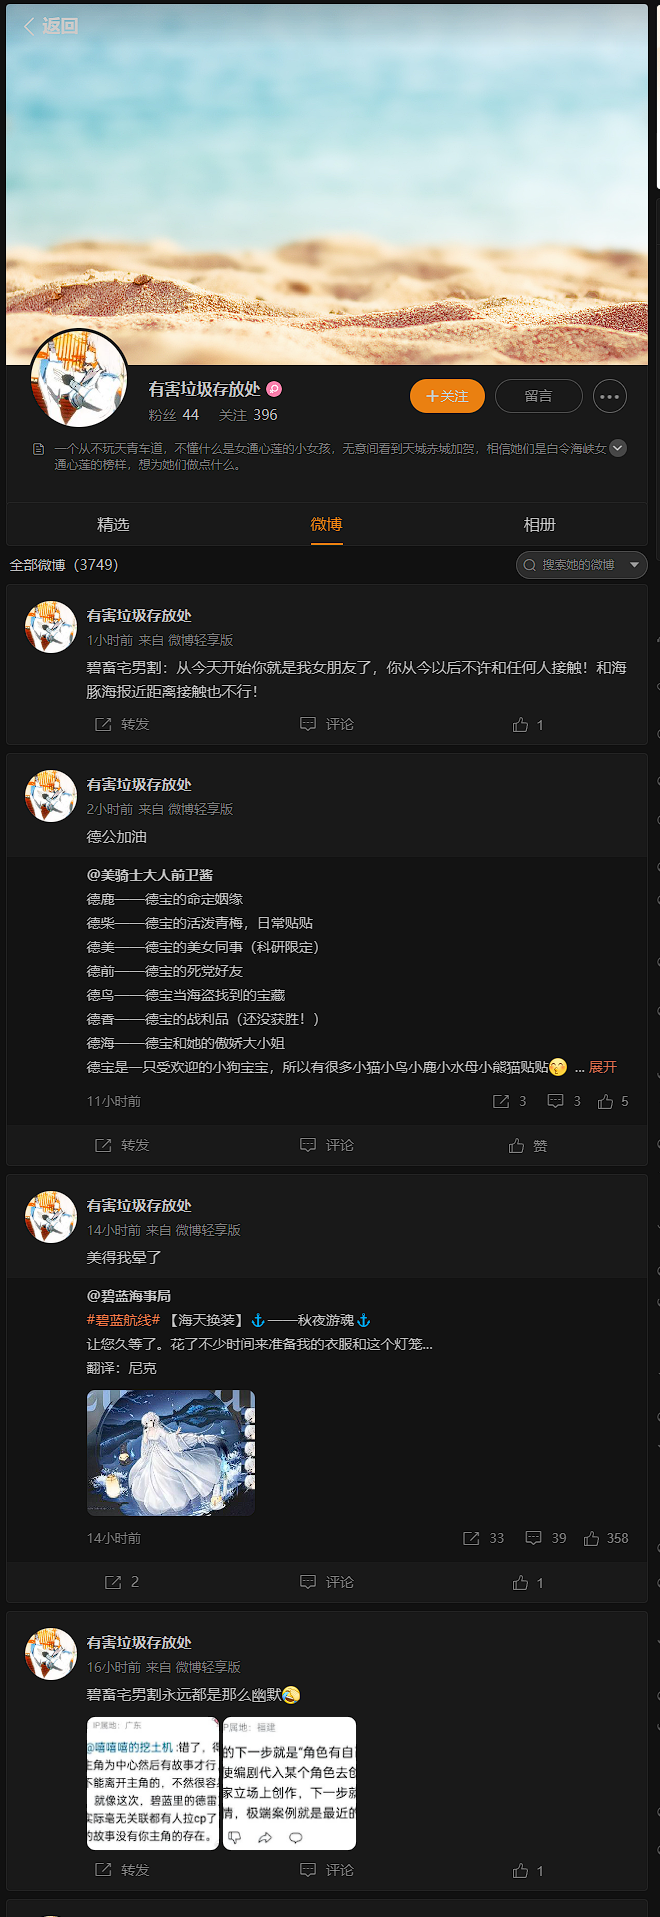 返回
有害垃圾存放处
粉丝 44 关注 396
+关注
留言
一个从不玩天青车道，不懂什么是女通心莲的小女孩，无意间看到天城赤城加贺，相信她们是白令海峡女
通心莲的榜样，想为她们做点什么。
精选
微博
相册
全部微博（3749）
搜索她的微博
有害垃圾存放处
1小时前 来自 微博轻享版
碧畜宅男割：从今天开始你就是我女朋友了，你从今以后不许和任何人接触！和海
豚海报近距离接触也不行！
转发 评论 1
有害垃圾存放处
2小时前 来自 微博轻享版
德公加油
@美骑士大人前卫酱
德鹿——德宝的命定姻缘
德柴——德宝的活泼青梅，日常贴贴
德美——德宝的美女同事（科研限定）
德前——德宝的死党好友
德鸟——德宝当海盗找到的宝藏
德香——德宝的战利品（还没获胜！）
德海——德宝和她的傲娇大小姐
德宝是一只受欢迎的小狗宝宝，所以有很多小猫小鸟小鹿小水母小熊猫贴贴🤭 ... 展开
11小时前 3 3 5
转发 评论 赞
有害垃圾存放处
14小时前 来自 微博轻享版
美得我晕了
@碧蓝海事局
#碧蓝航线# 【海天换装】⚓——秋夜游魂⚓
让您久等了。花了不少时间来准备我的衣服和这个灯笼...
翻译：尼克
14小时前 33 39 358
2 评论 1
有害垃圾存放处
16小时前 来自 微博轻享版
碧畜宅男割永远都是那么幽默🤣
IP属地：广东
@嘻嘻嘻的挖土机:错了，得
主角为中心然后有故事才行，
不能离开主角的，不然很容
就像这次，碧蓝里的德雷
实际毫无关联都有人拉cp了
的故事没有你主角的存在。
P属地：福建
的下一步就是“角色有自
使编剧代入某个角色去创
家立场上创作，下一步就
情，极端案例就是最近的
转发 评论 1